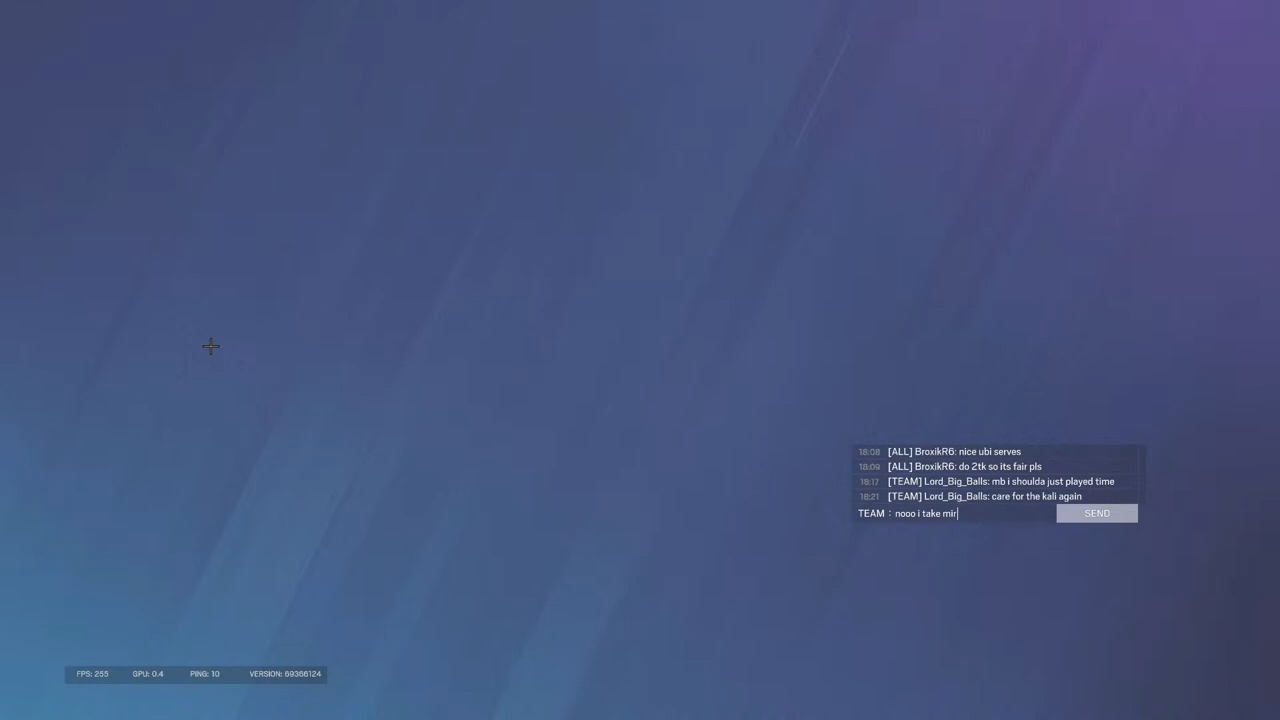 18:08 [ALL] BroxikR6: nice ubi serves
18:09 [ALL] BroxikR6: do 2tk so its fair pls
18:17 [TEAM] Lord_Big_Balls: mb i shoulda just played time
18:21 [TEAM] Lord_Big_Balls: care for the kali again
TEAM : nooo i take mir SEND
FPS: 255 GPU: 0.4 PING: 10 VERSION: 69366124